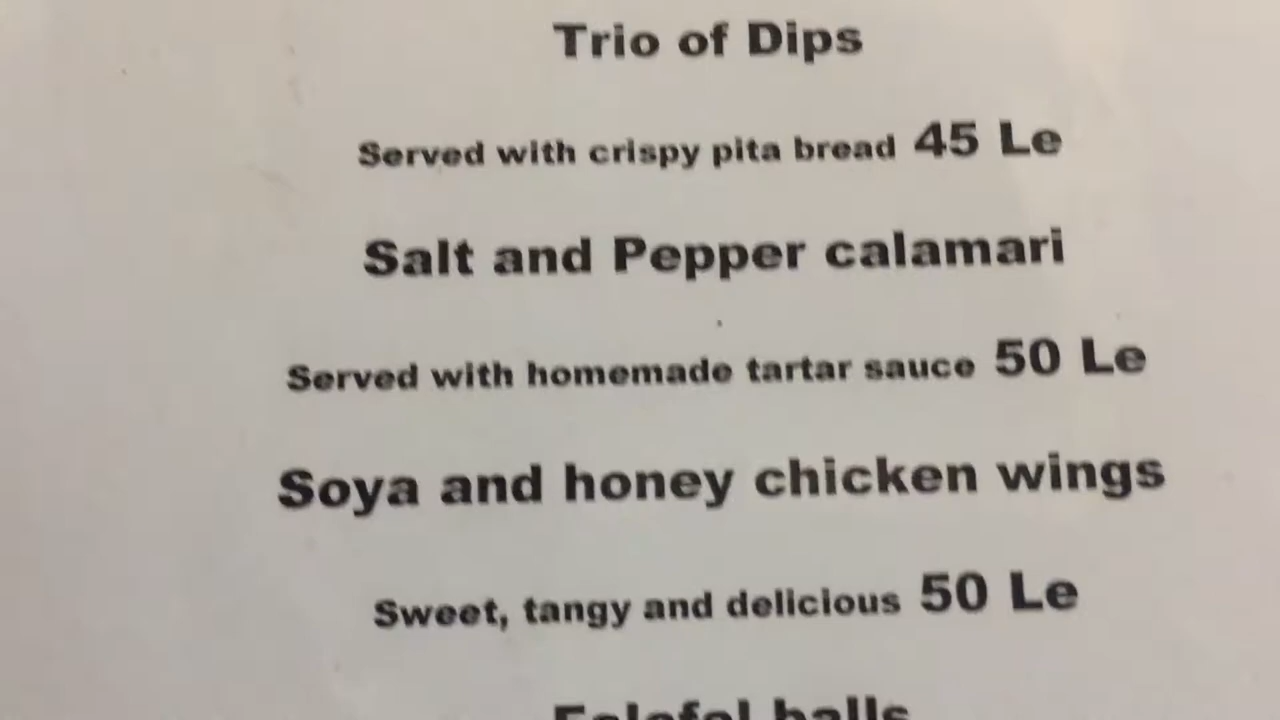 Trio of Dips
Served with crispy pita bread 45 Le
Salt and Pepper calamari
Served with homemade tartar sauce 50 Le
Soya and honey chicken wings
Sweet, tangy and delicious 50 Le
Falafal balls